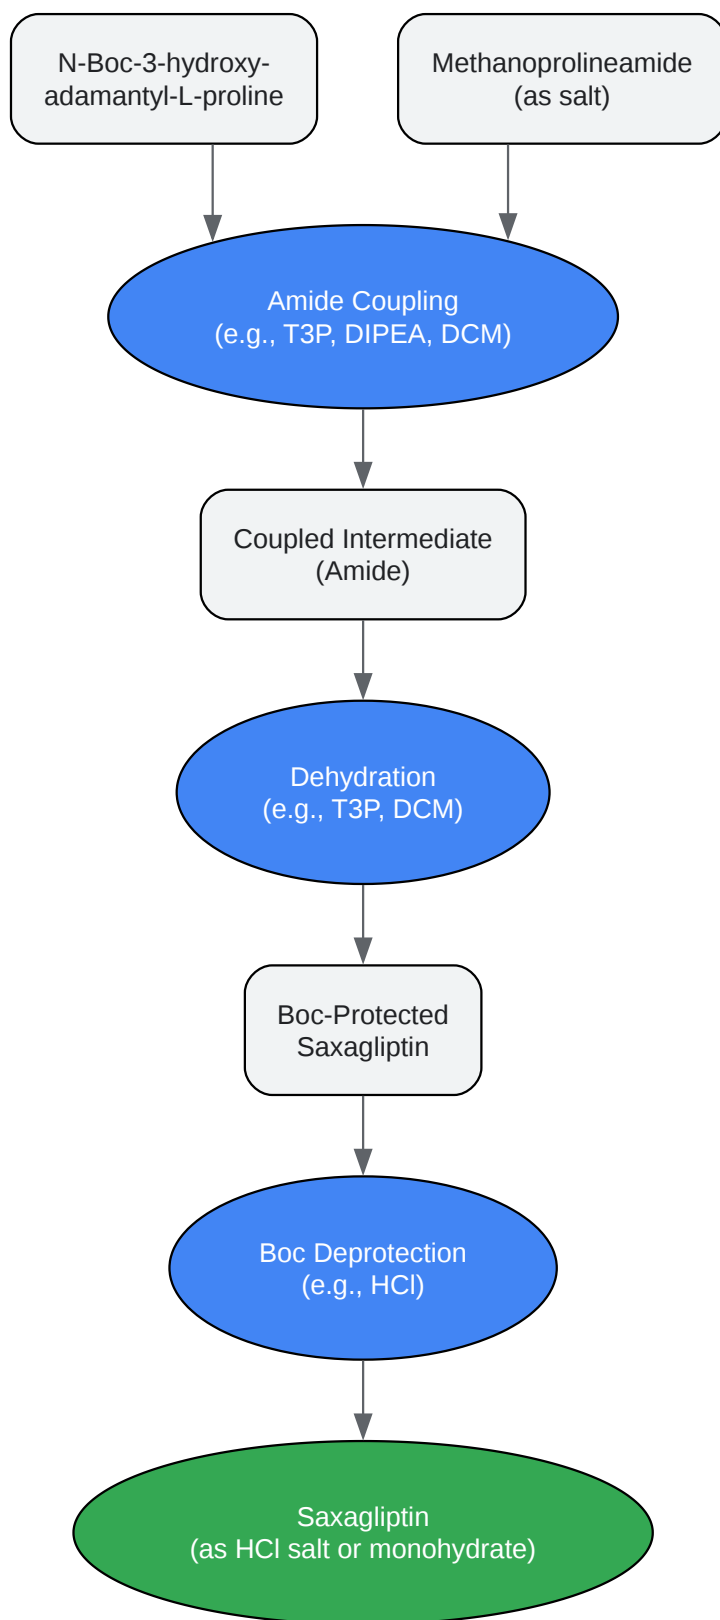 N-Boc-3-hydroxy-
adamantyl-L-proline
Methanoprolineamide
(as salt)
Amide Coupling
(e.g., T3P, DIPEA, DCM)
Coupled Intermediate
(Amide)
Dehydration
(e.g., T3P, DCM)
Boc-Protected
Saxagliptin
Boc Deprotection
(e.g., HCl)
Saxagliptin
(as HCl salt or monohydrate)